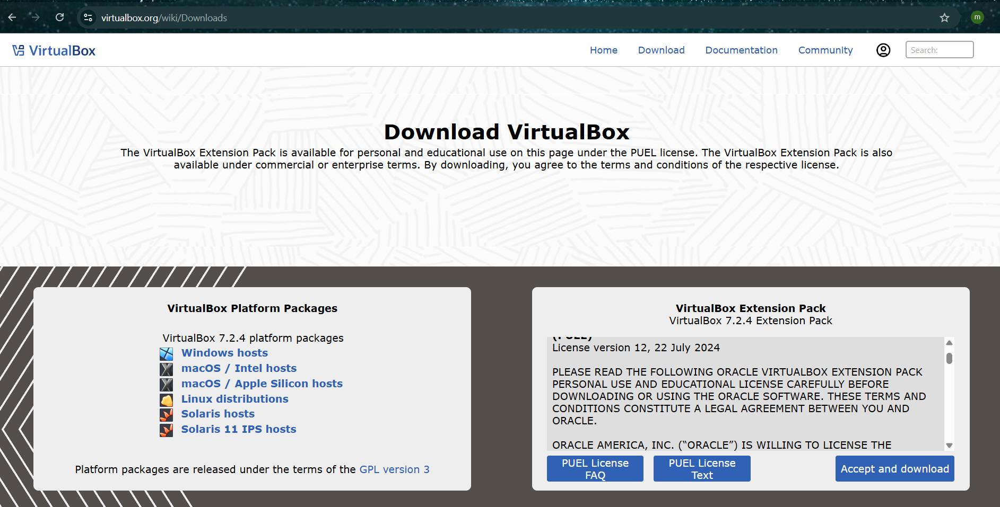 virtualbox.org/wiki/Downloads
m
VirtualBox
Home
Download
Documentation
Community
Search:
Download VirtualBox
The VirtualBox Extension Pack is available for personal and educational use on this page under the PUEL license. The VirtualBox Extension Pack is also
available under commercial or enterprise terms. By downloading, you agree to the terms and conditions of the respective license.
VirtualBox Platform Packages
VirtualBox 7.2.4 platform packages
Windows hosts
macOS / Intel hosts
macOS / Apple Silicon hosts
Linux distributions
Solaris hosts
Solaris 11 IPS hosts
Platform packages are released under the terms of the GPL version 3
VirtualBox Extension Pack
VirtualBox 7.2.4 Extension Pack
(PUEL)
License version 12, 22 July 2024
PLEASE READ THE FOLLOWING ORACLE VIRTUALBOX EXTENSION PACK
PERSONAL USE AND EDUCATIONAL LICENSE CAREFULLY BEFORE
DOWNLOADING OR USING THE ORACLE SOFTWARE. THESE TERMS AND
CONDITIONS CONSTITUTE A LEGAL AGREEMENT BETWEEN YOU AND
ORACLE.
ORACLE AMERICA, INC. (“ORACLE”) IS WILLING TO LICENSE THE
PUEL License
FAQ
PUEL License
Text
Accept and download